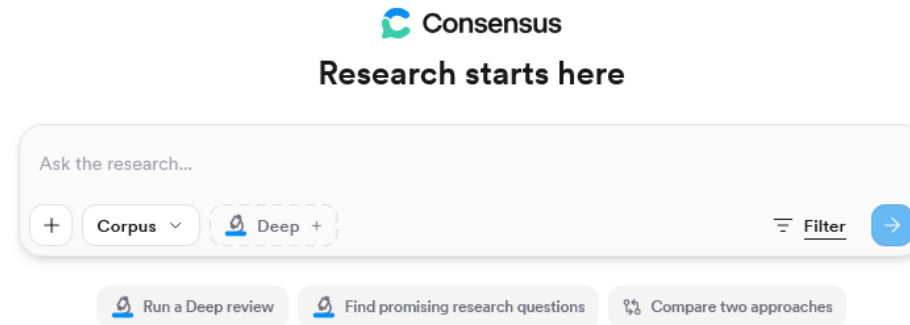 Consensus
Research starts here
Ask the research...
Corpus Deep + Filter
Run a Deep review Find promising research questions Compare two approaches